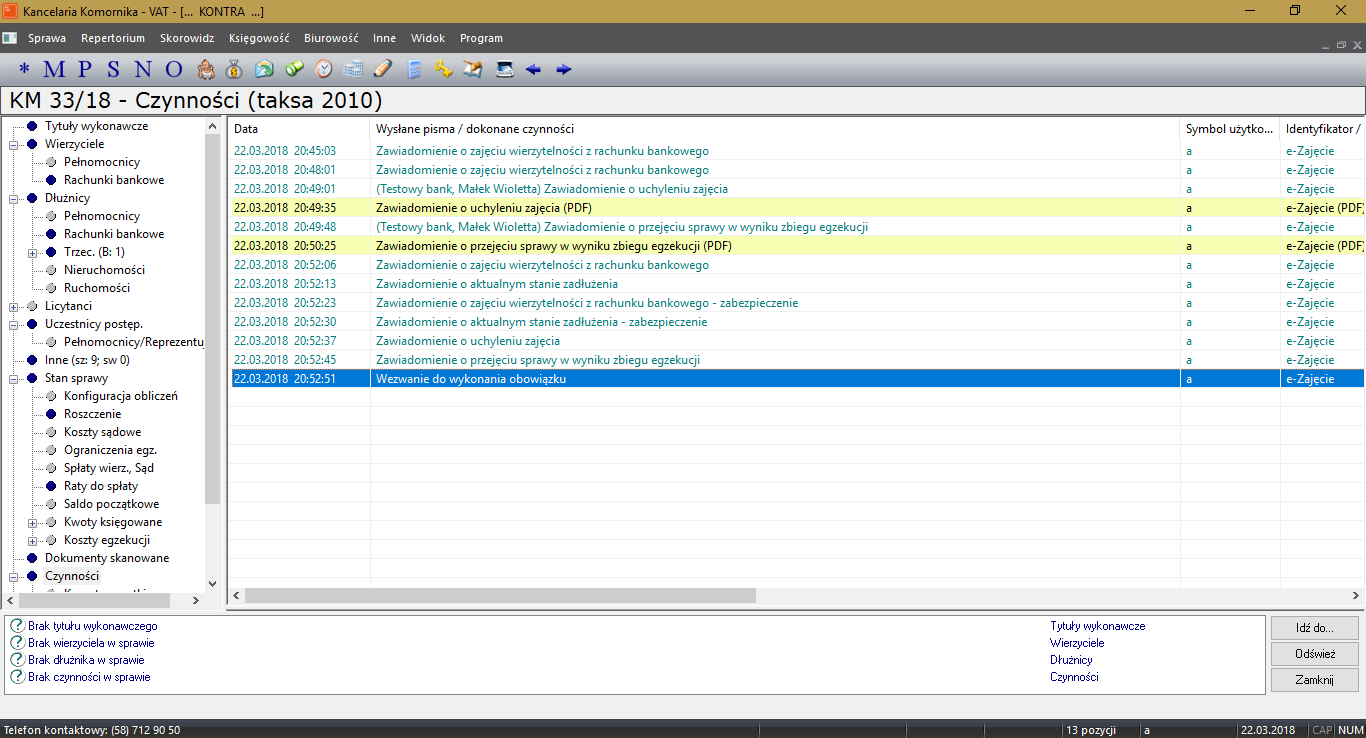 Kancelaria Komornika - VAT - [... KONTRA ...]
Sprawa Repertorium Skorowidz Księgowość Biurowość Inne Widok Program
* M P S N O
KM 33/18 - Czynności (taksa 2010)
Tytuły wykonawcze
Wierzyciele
Pełnomocnicy
Rachunki bankowe
Dłużnicy
Pełnomocnicy
Rachunki bankowe
Trzec. (B: 1)
Nieruchomości
Ruchomości
Licytanci
Uczestnicy postęp.
Pełnomocnicy/Reprezentu
Inne (sz: 9; sw 0)
Stan sprawy
Konfiguracja obliczeń
Roszczenie
Koszty sądowe
Ograniczenia egz.
Spłaty wierz., Sąd
Raty do spłaty
Saldo początkowe
Kwoty księgowane
Koszty egzekucji
Dokumenty skanowane
Czynności
Data Wysłane pisma / dokonane czynności Symbol użytko... Identyfikator /
22.03.2018 20:45:03 Zawiadomienie o zajęciu wierzytelności z rachunku bankowego a e-Zajęcie
22.03.2018 20:48:01 Zawiadomienie o zajęciu wierzytelności z rachunku bankowego a e-Zajęcie
22.03.2018 20:49:01 (Testowy bank, Małek Wioletta) Zawiadomienie o uchyleniu zajęcia a e-Zajęcie
22.03.2018 20:49:35 Zawiadomienie o uchyleniu zajęcia (PDF) a e-Zajęcie (PDF)
22.03.2018 20:49:48 (Testowy bank, Małek Wioletta) Zawiadomienie o przejęciu sprawy w wyniku zbiegu egzekucji a e-Zajęcie
22.03.2018 20:50:25 Zawiadomienie o przejęciu sprawy w wyniku zbiegu egzekucji (PDF) a e-Zajęcie (PDF)
22.03.2018 20:52:06 Zawiadomienie o zajęciu wierzytelności z rachunku bankowego a e-Zajęcie
22.03.2018 20:52:13 Zawiadomienie o aktualnym stanie zadłużenia a e-Zajęcie
22.03.2018 20:52:23 Zawiadomienie o zajęciu wierzytelności z rachunku bankowego - zabezpieczenie a e-Zajęcie
22.03.2018 20:52:30 Zawiadomienie o aktualnym stanie zadłużenia - zabezpieczenie a e-Zajęcie
22.03.2018 20:52:37 Zawiadomienie o uchyleniu zajęcia a e-Zajęcie
22.03.2018 20:52:45 Zawiadomienie o przejęciu sprawy w wyniku zbiegu egzekucji a e-Zajęcie
22.03.2018 20:52:51 Wezwanie do wykonania obowiązku a e-Zajęcie
Brak tytułu wykonawczego Tytuły wykonawcze
Brak wierzyciela w sprawie Wierzyciele
Brak dłużnika w sprawie Dłużnicy
Brak czynności w sprawie Czynności
Idź do...
Odśwież
Zamknij
Telefon kontaktowy: (58) 712 90 50 13 pozycji a 22.03.2018 CAP NUM